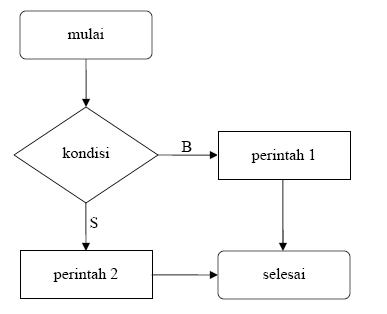 mulai
kondisi
B
perintah 1
S
perintah 2
selesai